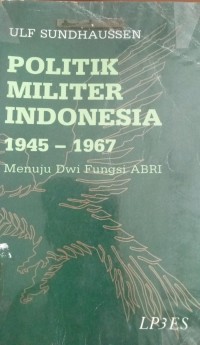 ULF SUNDHAUSSEN
POLITIK
MILITER
INDONESIA
1945 – 1967
Menuju Dwi Fungsi ABRI
LP3ES